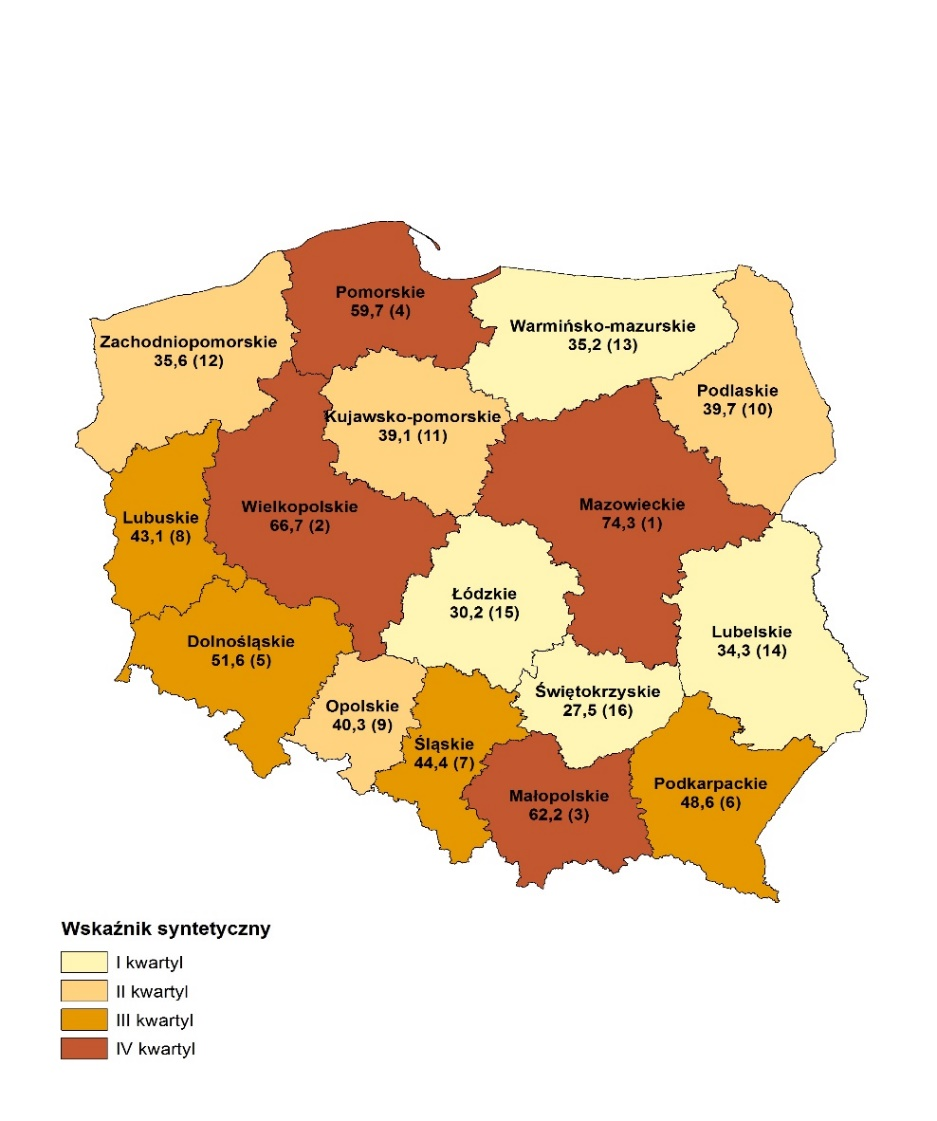 Pomorskie
59,7 (4)
Warmińsko-mazurskie
35,2 (13)
Zachodniopomorskie
35,6 (12)
Podlaskie
39,7 (10)
Kujawsko-pomorskie
39,1 (11)
Wielkopolskie
66,7 (2)
Mazowieckie
74,3 (1)
Lubuskie
43,1 (8)
Łódzkie
30,2 (15)
Lubelskie
34,3 (14)
Dolnośląskie
51,6 (5)
Świętokrzyskie
27,5 (16)
Opolskie
40,3 (9)
Śląskie
44,4 (7)
Podkarpackie
48,6 (6)
Małopolskie
62,2 (3)
Wskaźnik syntetyczny
I kwartyl
II kwartyl
III kwartyl
IV kwartyl